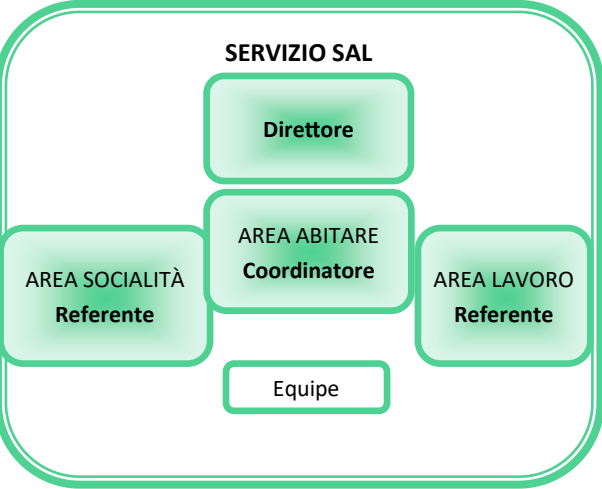 SERVIZIO SAL
Direttore
AREA ABITARE
Coordinatore
AREA SOCIALITÀ
Referente
AREA LAVORO
Referente
Equipe